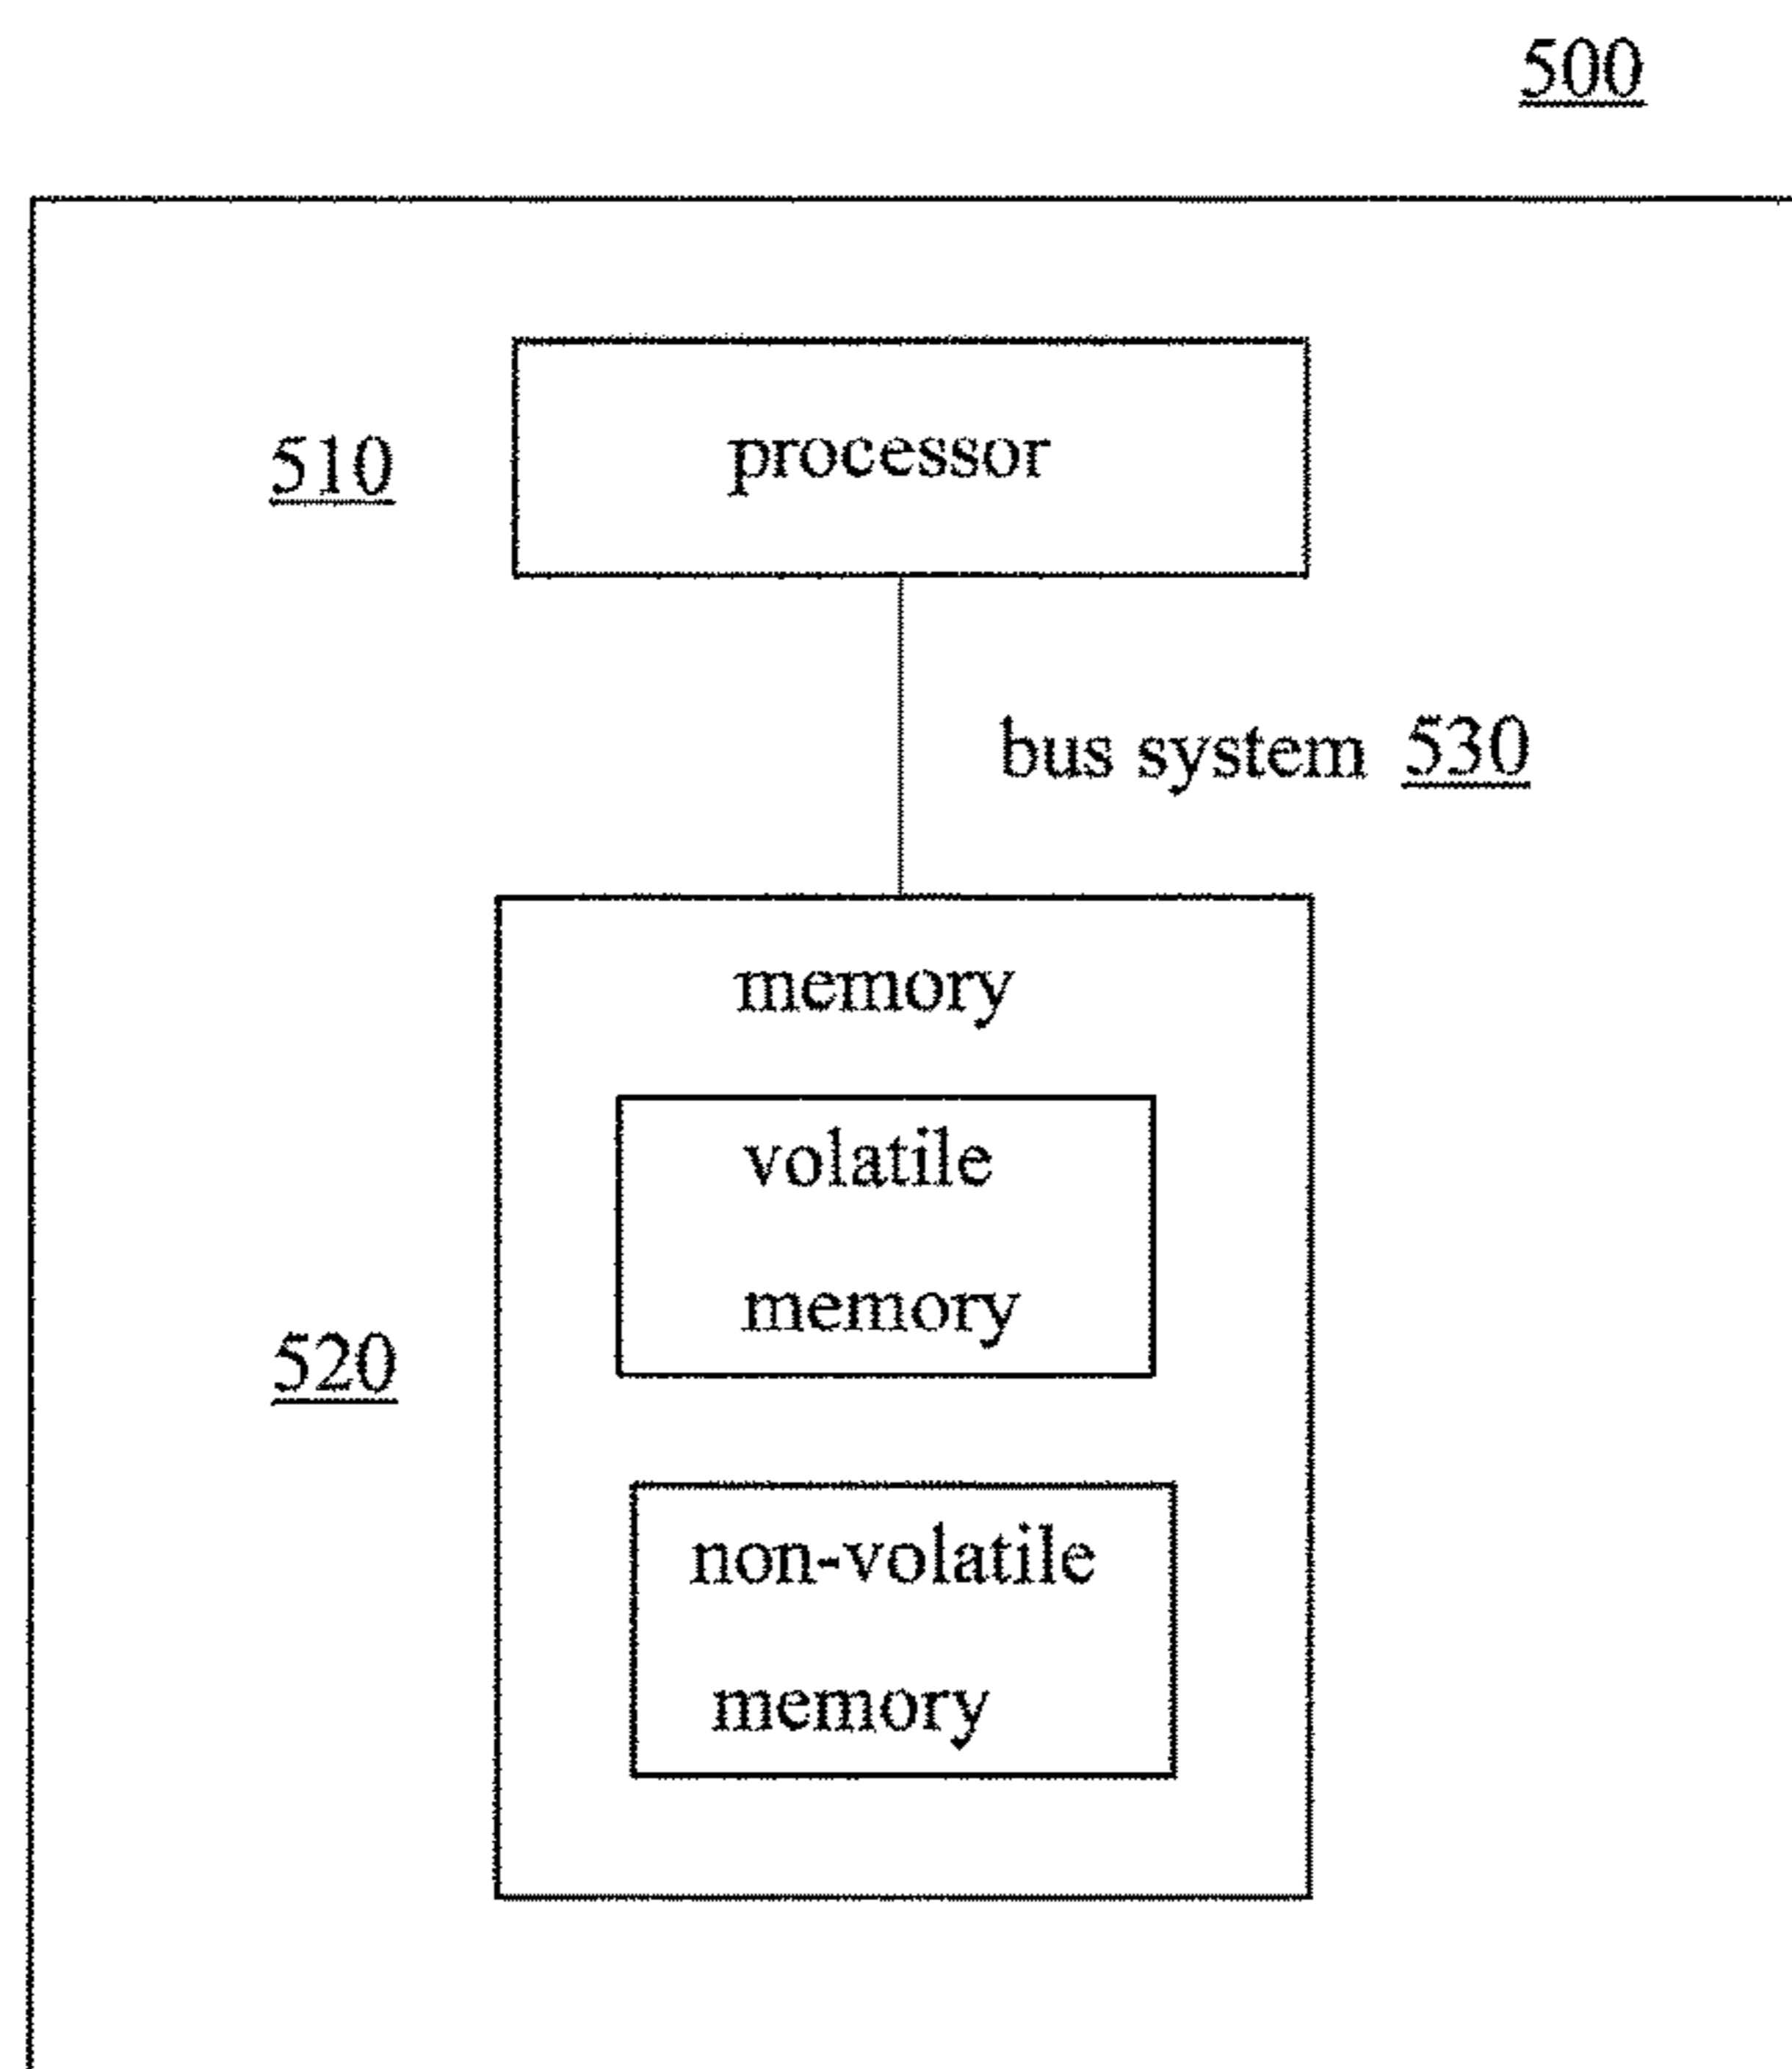 500
510 processor
bus system 530
memory
volatile
memory
520
non-volatile
memory